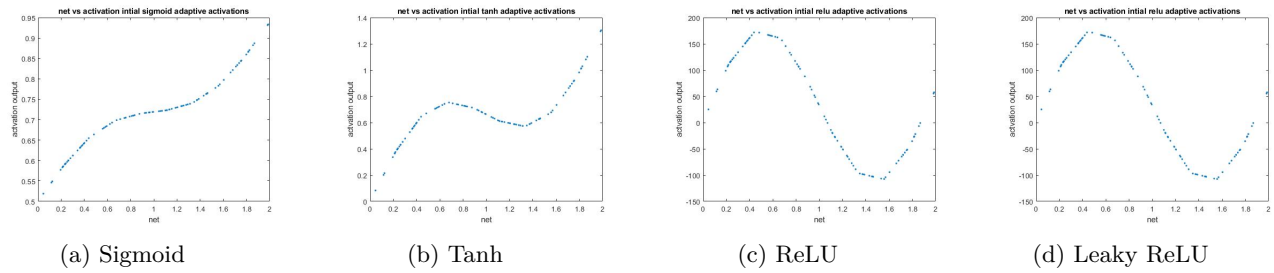 net vs activation intial sigmoid adaptive activations
0.95
0.9
0.85
0.8
0.75
0.7
0.65
0.6
0.55
0.5
activation output
0 0.2 0.4 0.6 0.8 1 1.2 1.4 1.6 1.8 2
net
(a) Sigmoid
net vs activation intial tanh adaptive activations
1.4
1.2
1
0.8
0.6
0.4
0.2
0
activation output
0 0.2 0.4 0.6 0.8 1 1.2 1.4 1.6 1.8 2
net
(b) Tanh
net vs activation intial relu adaptive activations
200
150
100
50
0
-50
-100
-150
activation output
0 0.2 0.4 0.6 0.8 1 1.2 1.4 1.6 1.8 2
net
(c) ReLU
net vs activation intial relu adaptive activations
200
150
100
50
0
-50
-100
-150
activation output
0 0.2 0.4 0.6 0.8 1 1.2 1.4 1.6 1.8 2
net
(d) Leaky ReLU